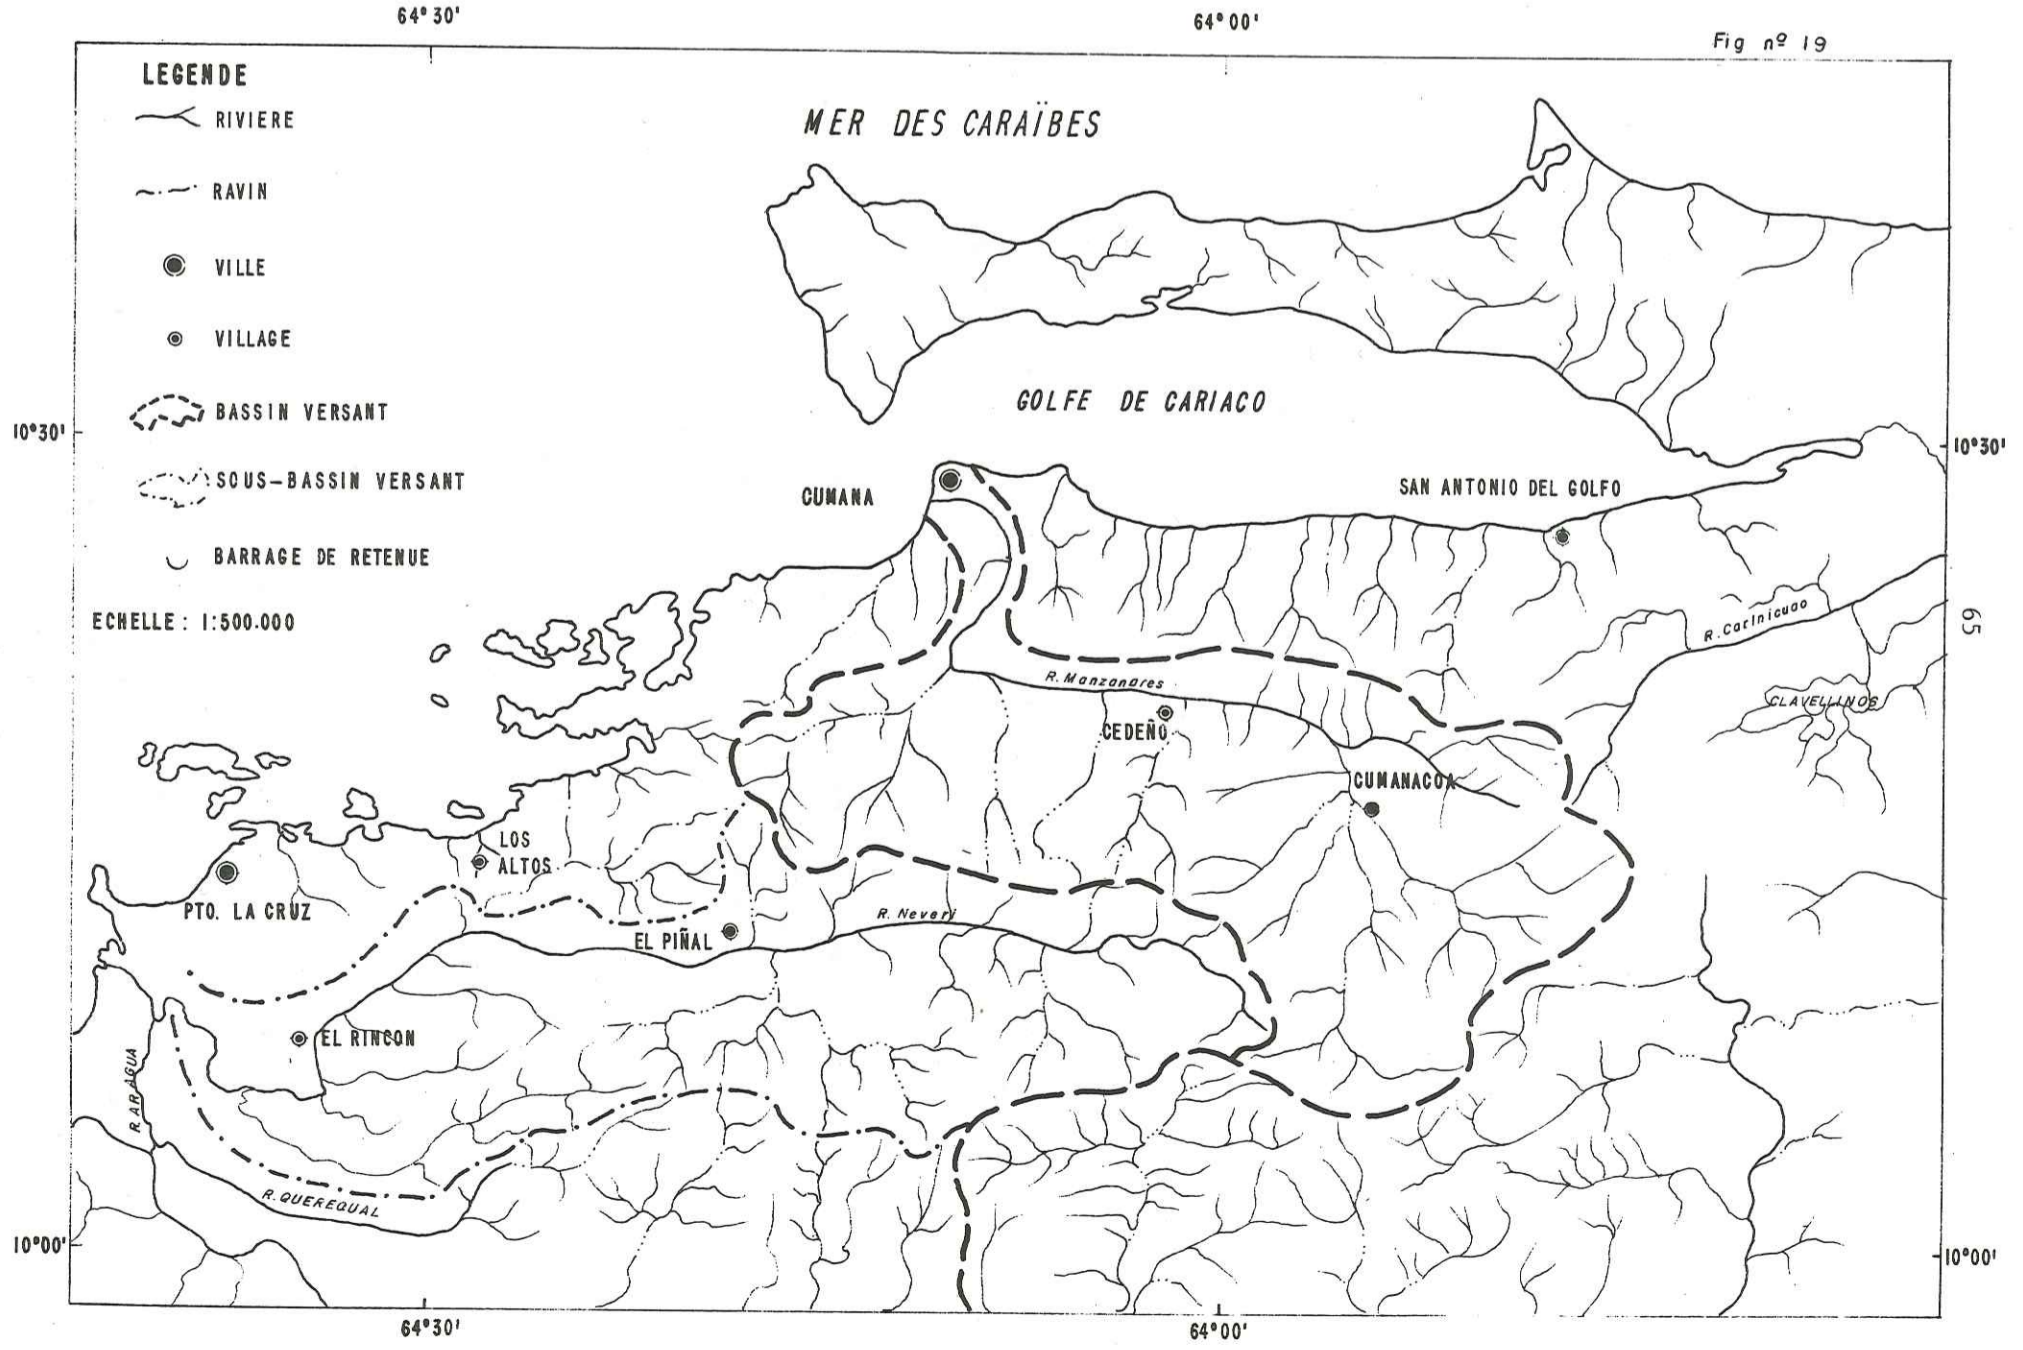 64° 30'
64° 00'
Fig nº 19
LEGENDE
RIVIERE
RAVIN
VILLE
VILLAGE
BASSIN VERSANT
SOUS-BASSIN VERSANT
BARRAGE DE RETENUE
ECHELLE : 1:500.000
MER DES CARAÏBES
GOLFE DE CARIACO
10°30'
10°30'
CUMANA
SAN ANTONIO DEL GOLFO
65
R. Carinicuao
R. Manzanares
CLAVELLINOS
CEDEÑO
CUMANACOA
LOS
ALTOS
PTO. LA CRUZ
R. Neveri
EL PIÑAL
EL RINCON
R. ARAGUA
R. QUEREQUAL
10°00'
10°00'
64°30'
64°00'